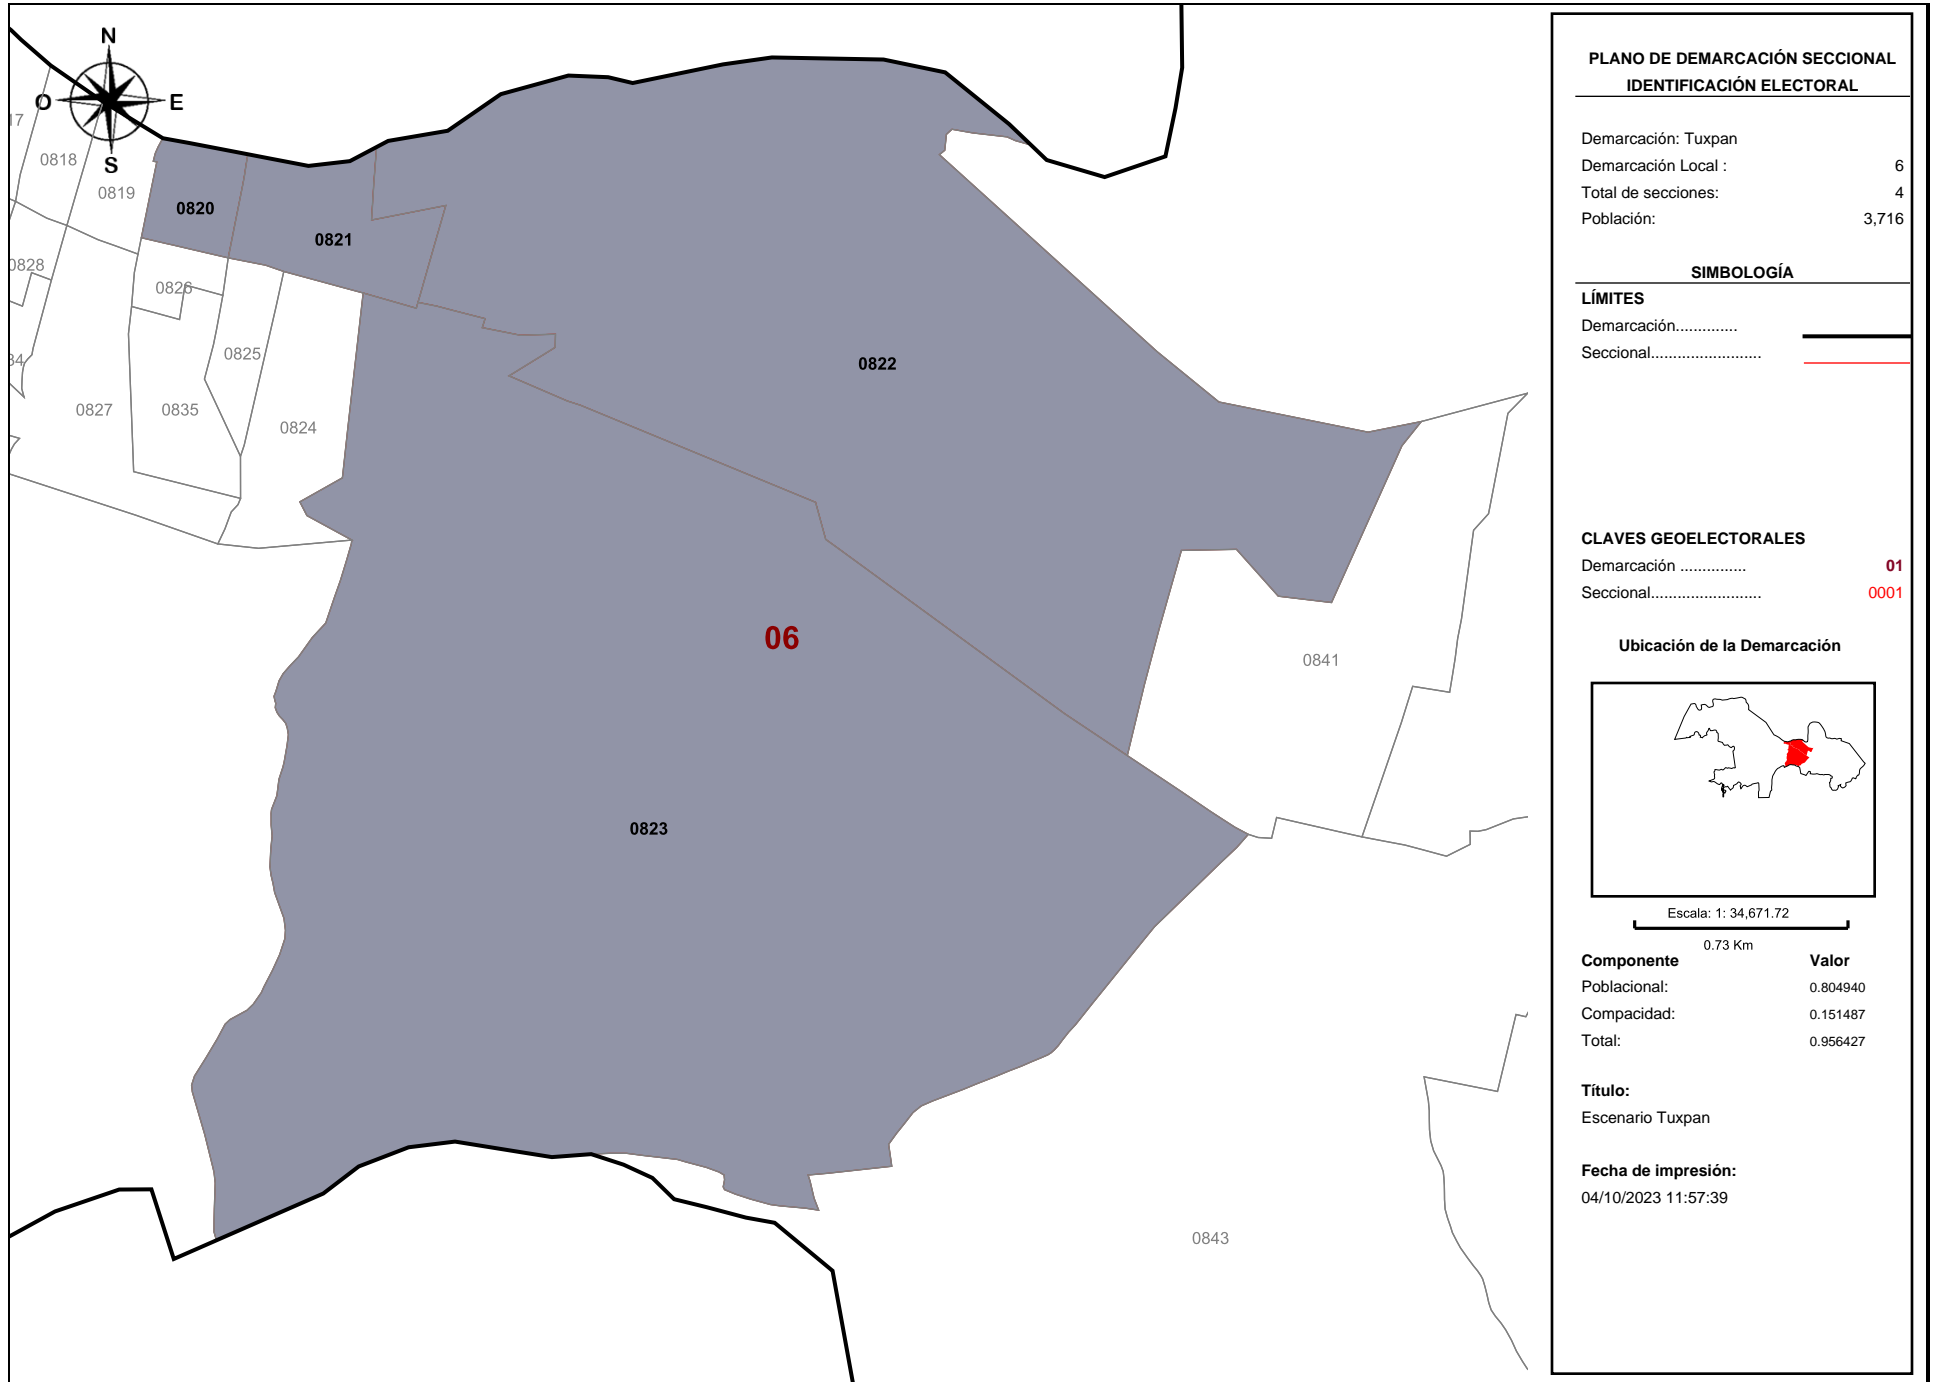 N
O
E
S
17
0818
0819
0820
0821
0828
0826
0825
84
0827
0835
0824
0822
06
0841
0823
0843
PLANO DE DEMARCACIÓN SECCIONAL
IDENTIFICACIÓN ELECTORAL
Demarcación: Tuxpan
Demarcación Local : 6
Total de secciones: 4
Población: 3,716
SIMBOLOGÍA
LÍMITES
Demarcación..............
Seccional.........................
CLAVES GEOELECTORALES
Demarcación ............... 01
Seccional......................... 0001
Ubicación de la Demarcación
Escala: 1: 34,671.72
0.73 Km
Componente Valor
Poblacional: 0.804940
Compacidad: 0.151487
Total: 0.956427
Título:
Escenario Tuxpan
Fecha de impresión:
04/10/2023 11:57:39